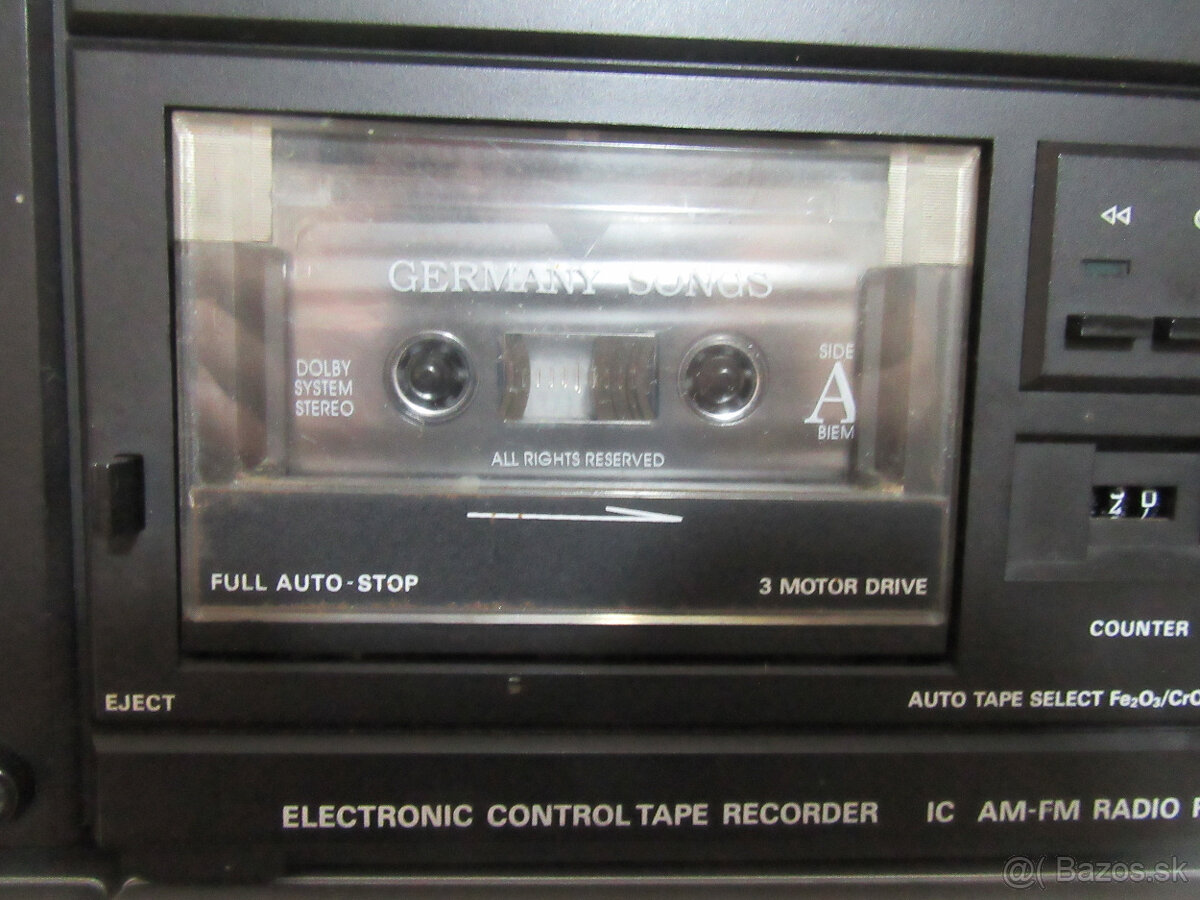 GERMANY SONGS
DOLBY
SYSTEM
STEREO
SIDE
A
BIEM
ALL RIGHTS RESERVED
FULL AUTO-STOP
3 MOTOR DRIVE
COUNTER
EJECT
AUTO TAPE SELECT Fe₂O₃/CrO
ELECTRONIC CONTROL TAPE RECORDER
IC AM-FM RADIO
@( Bazos.sk